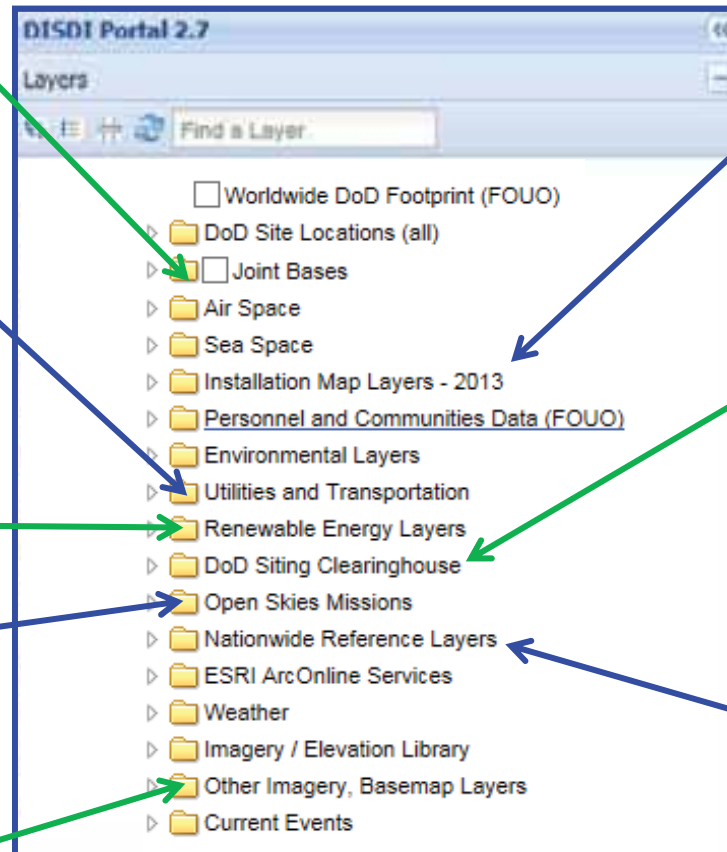 DISDI Portal 2.7
Layers
Find a Layer
Worldwide DoD Footprint (FOUO)
DoD Site Locations (all)
Joint Bases
Air Space
Sea Space
Installation Map Layers - 2013
Personnel and Communities Data (FOUO)
Environmental Layers
Utilities and Transportation
Renewable Energy Layers
DoD Siting Clearinghouse
Open Skies Missions
Nationwide Reference Layers
ESRI ArcOnline Services
Weather
Imagery / Elevation Library
Other Imagery, Basemap Layers
Current Events